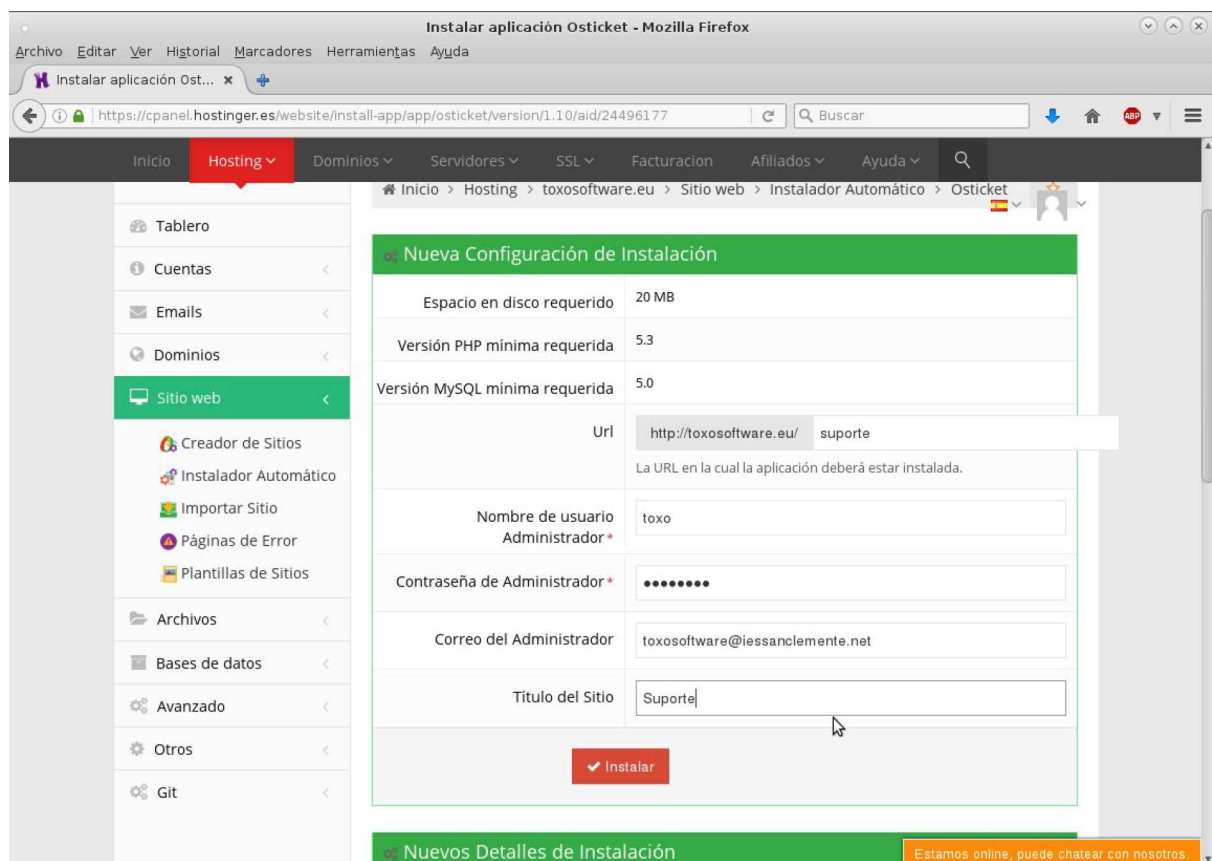 Instalar aplicación Osticket - Mozilla Firefox
Archivo Editar Ver Historial Marcadores Herramientas Ayuda
Instalar aplicación Ost...
https://cpanel.hostinger.es/website/install-app/app/osticket/version/1.10/aid/24496177
Buscar
ABP
Inicio Hosting Dominios Servidores SSL Facturacion Afiliados Ayuda
Inicio > Hosting > toxosoftware.eu > Sitio web > Instalador Automático > Osticket
Tablero
Cuentas
Emails
Dominios
Sitio web
Creador de Sitios
Instalador Automático
Importar Sitio
Páginas de Error
Plantillas de Sitios
Archivos
Bases de datos
Avanzado
Otros
Git
Nueva Configuración de Instalación
Espacio en disco requerido 20 MB
Versión PHP mínima requerida 5.3
Versión MySQL mínima requerida 5.0
Url http://toxosoftware.eu/ suporte
La URL en la cual la aplicación deberá estar instalada.
Nombre de usuario
Administrador* toxo
Contraseña de Administrador* ••••••••
Correo del Administrador toxosoftware@iessanclemente.net
Título del Sitio Suporte
Instalar
Nuevos Detalles de Instalación
Estamos online, puede chatear con nosotros.